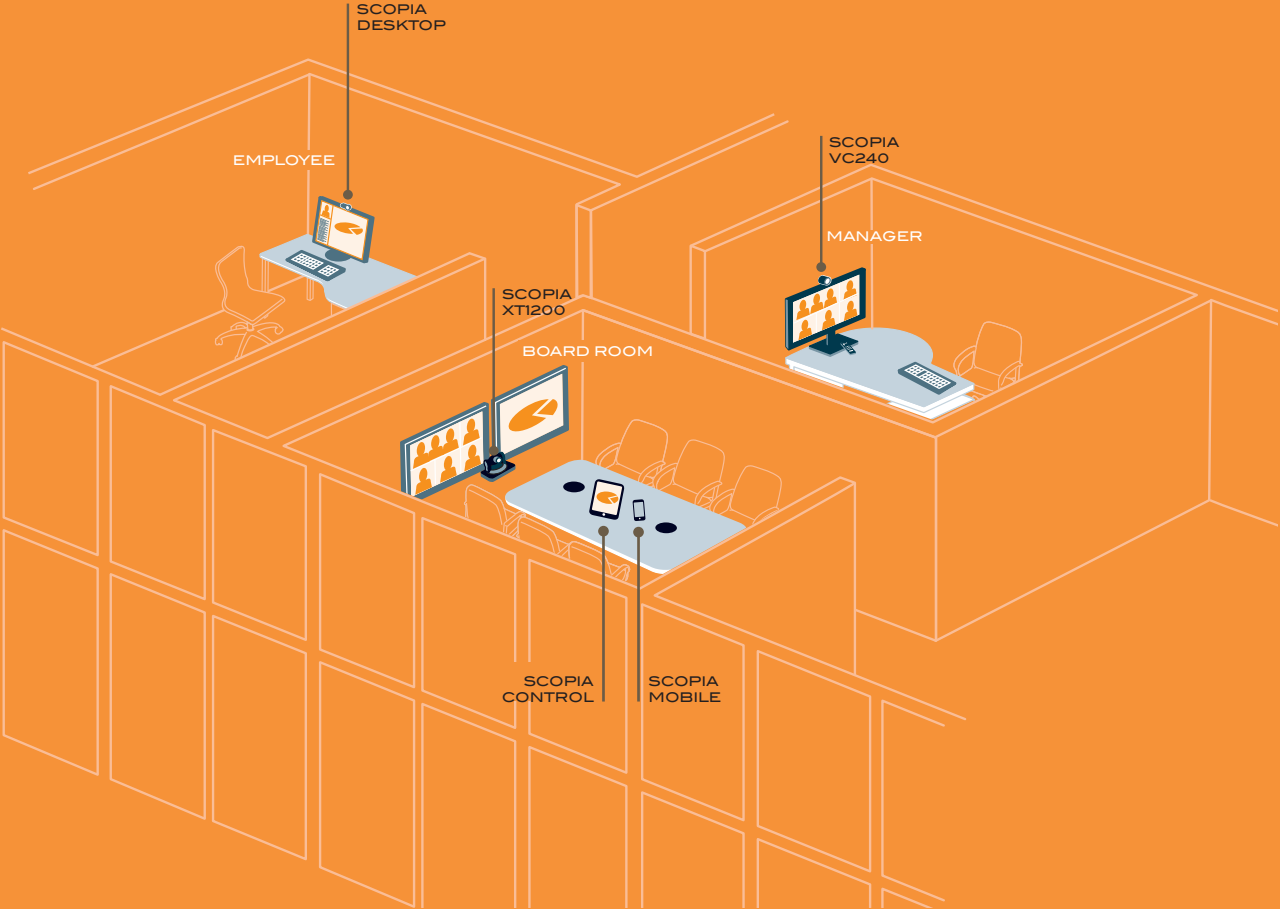 SCOPIA
DESKTOP
EMPLOYEE
SCOPIA
VC240
MANAGER
SCOPIA
XT1200
BOARD ROOM
SCOPIA
CONTROL
SCOPIA
MOBILE